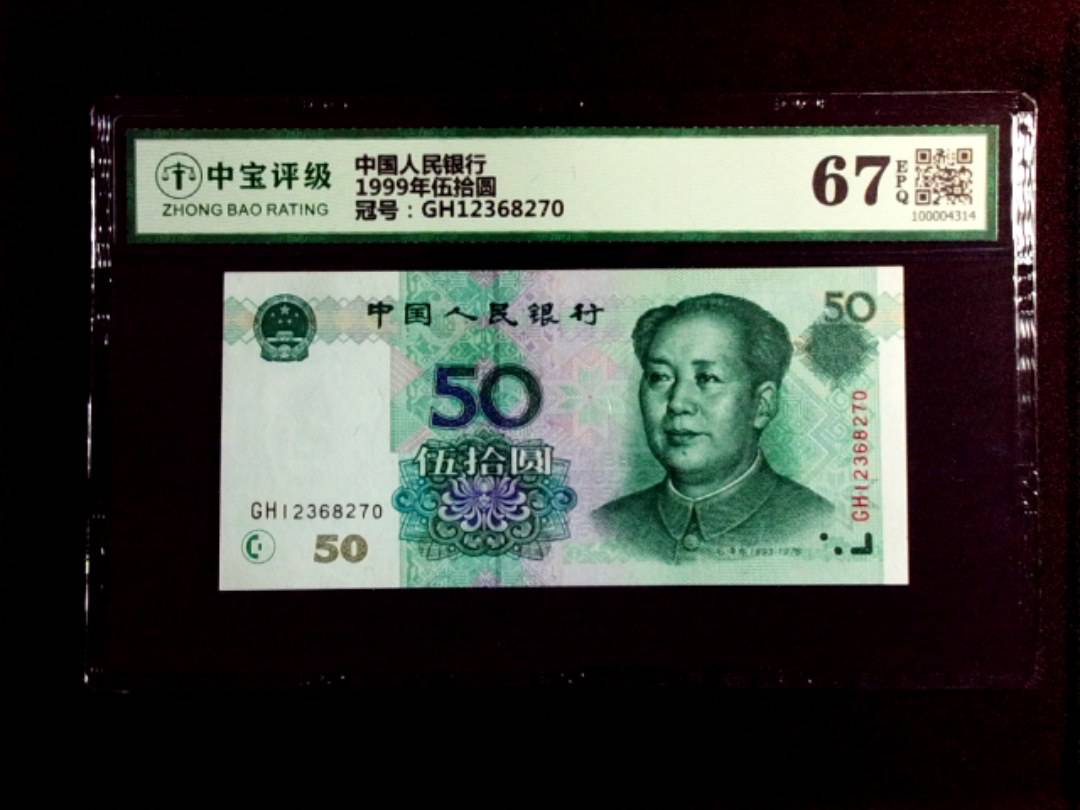 中宝评级
ZHONG BAO RATING
中国人民银行
1999年伍拾圆
冠号：GH12368270
67
EPQ
100004314
中国人民银行
50
50
伍拾圆
GH12368270
GH12368270
50